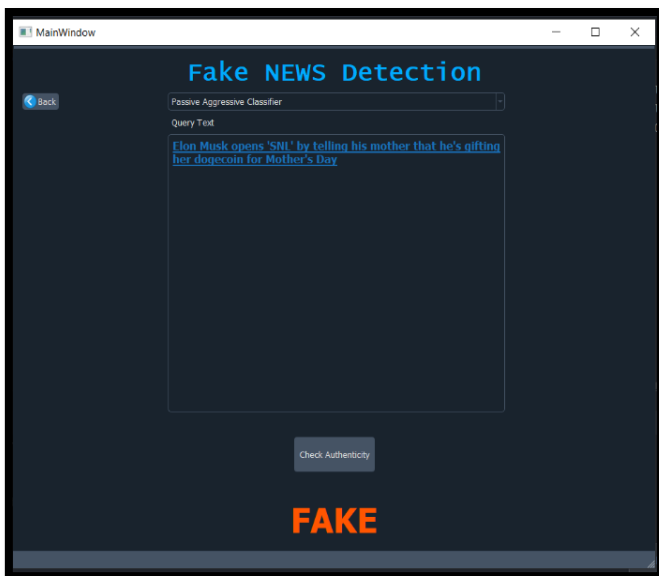 MainWindow
Fake NEWS Detection
Back
Passive Aggressive Classifier
Query Text
Elon Musk opens 'SNL' by telling his mother that he's gifting
her dogecoin for Mother's Day
Check Authenticity
FAKE